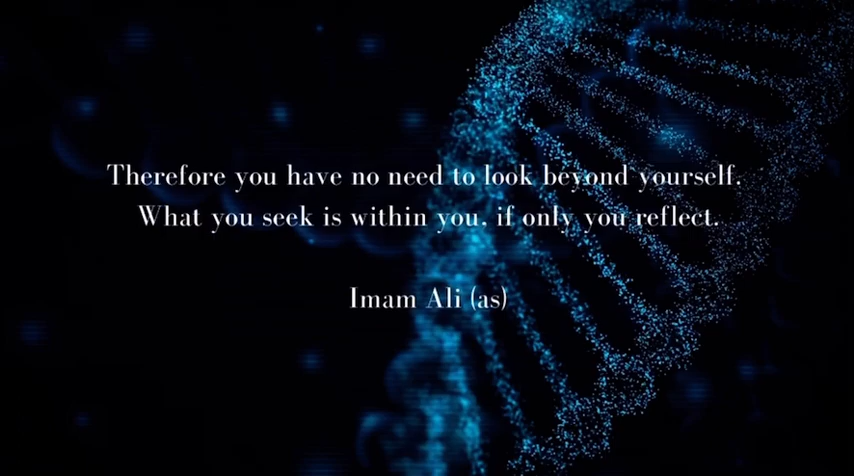 Therefore you have no need to look beyond yourself.
What you seek is within you, if only you reflect.
Imam Ali (as)